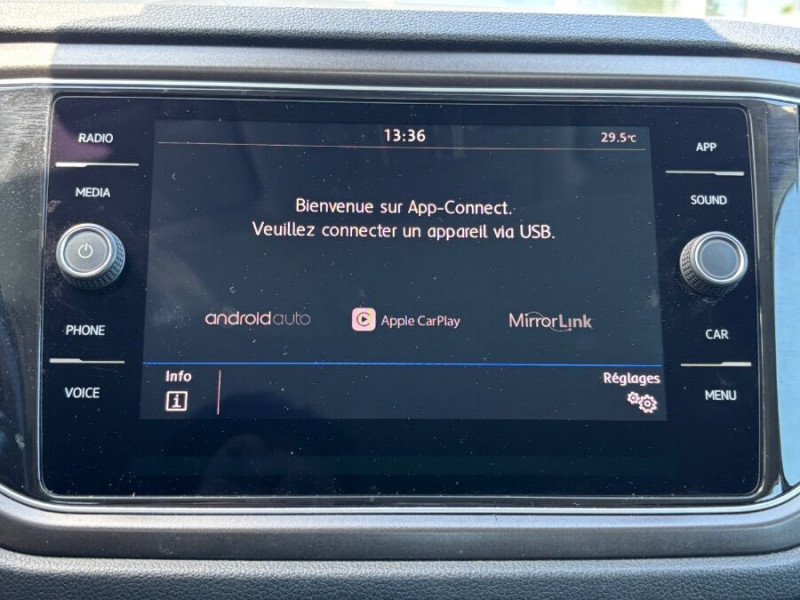 RADIO
MEDIA
PHONE
VOICE
13:36
29.5°C
Bienvenue sur App-Connect.
Veuillez connecter un appareil via USB.
androidauto
Apple CarPlay
MirrorLink
Info
i
Réglages
APP
SOUND
CAR
MENU